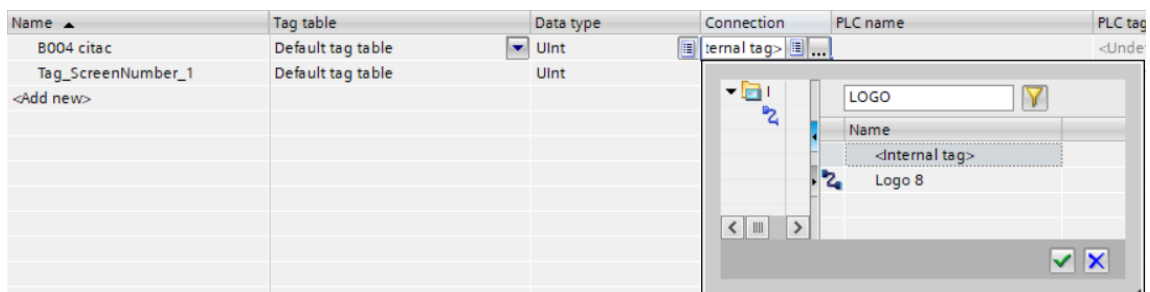 Name Tag table Data type Connection PLC name PLC tag
B004 citac Default tag table UInt ternal tag> ... <Unde
Tag_ScreenNumber_1 Default tag table UInt
<Add new>
LOGO
Name
<Internal tag>
Logo 8